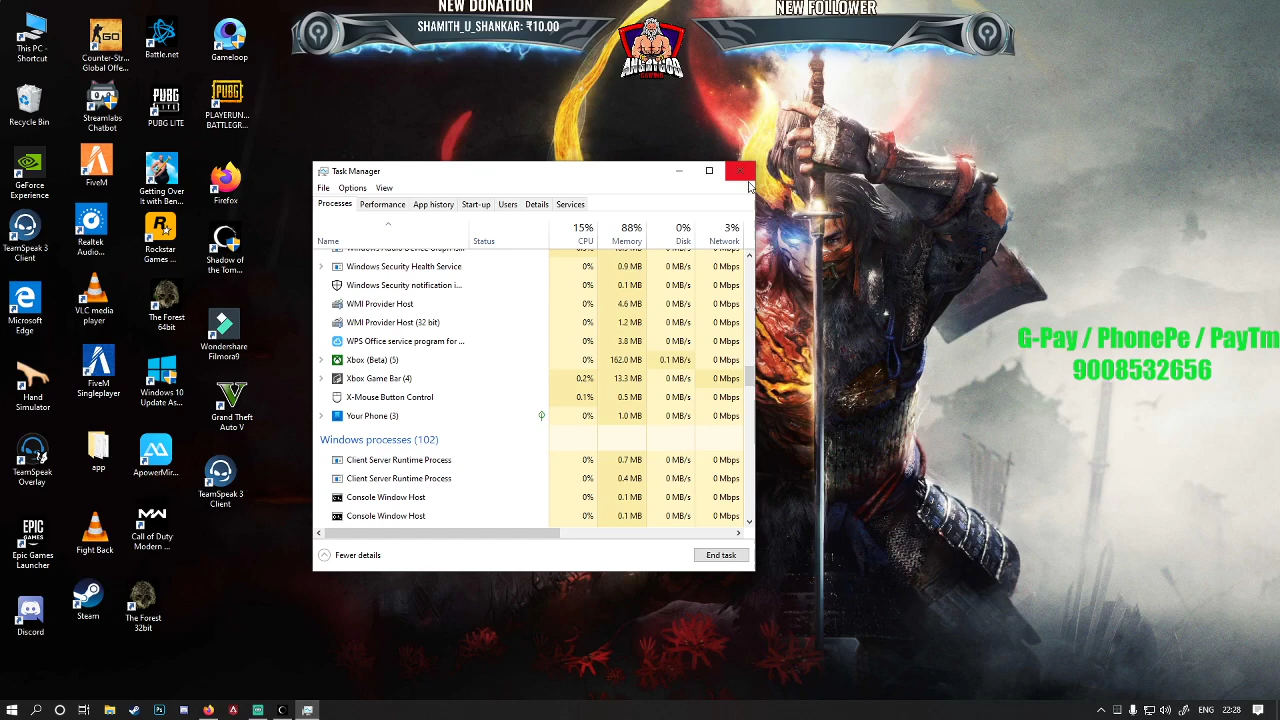 NEW DONATION
SHAMITH_U_SHANKAR: ₹10.00
NEW FOLLOWER
ANGRYGOD
This PC -
Shortcut
Counter-Str...
Global Offe...
Battle.net
Gameloop
Recycle Bin
Streamlabs
Chatbot
PUBG
LITE
PUBG LITE
PUBG
PLAYERUN...
BATTLEGR...
GeForce
Experience
FiveM
Getting Over
It with Ben...
Firefox
TeamSpeak 3
Client
Realtek
Audio...
Rockstar
Games ...
Shadow of
the Tom...
Microsoft
Edge
VLC media
player
The Forest
64bit
Wondershare
Filmora9
Hand
Simulator
FiveM
Singleplayer
Windows 10
Update As...
Grand Theft
Auto V
TeamSpeak
Overlay
app
ApowerMir...
TeamSpeak 3
Client
EPIC
GAMES
Epic Games
Launcher
Fight Back
MW
Call of Duty
Modern ...
Discord
Steam
The Forest
32bit
Task Manager
File Options View
Processes Performance App history Start-up Users Details Services
15% 88% 0% 3%
Name Status CPU Memory Disk Network
Windows Security Health Service 0% 0.9 MB 0 MB/s 0 Mbps
Windows Security notification i... 0% 0.1 MB 0 MB/s 0 Mbps
WMI Provider Host 0% 4.6 MB 0 MB/s 0 Mbps
WMI Provider Host (32 bit) 0% 1.2 MB 0 MB/s 0 Mbps
WPS Office service program for ... 0% 3.8 MB 0 MB/s 0 Mbps
Xbox (Beta) (5) 0% 162.0 MB 0.1 MB/s 0 Mbps
Xbox Game Bar (4) 0.2% 13.3 MB 0 MB/s 0 Mbps
X-Mouse Button Control 0.1% 0.5 MB 0 MB/s 0 Mbps
Your Phone (3) 0% 1.0 MB 0 MB/s 0 Mbps
Windows processes (102)
Client Server Runtime Process 0% 0.7 MB 0 MB/s 0 Mbps
Client Server Runtime Process 0% 0.4 MB 0 MB/s 0 Mbps
Console Window Host 0% 0.1 MB 0 MB/s 0 Mbps
Console Window Host 0% 0.1 MB 0 MB/s 0 Mbps
Fewer details End task
G-Pay / PhonePe / PayTm
9008532656
ENG 22:28